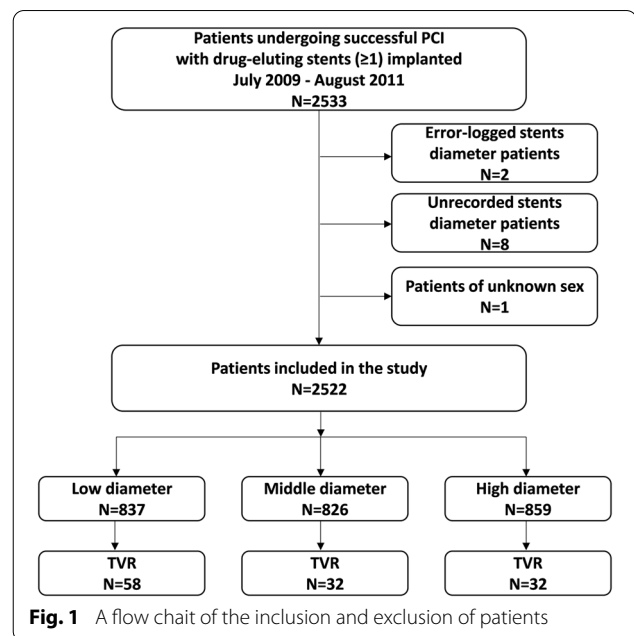 Patients undergoing successful PCI
with drug-eluting stents (≥1) implanted
July 2009 - August 2011
N=2533
Error-logged stents
diameter patients
N=2
Unrecorded stents
diameter patients
N=8
Patients of unknown sex
N=1
Patients included in the study
N=2522
Low diameter
N=837
Middle diameter
N=826
High diameter
N=859
TVR
N=58
TVR
N=32
TVR
N=32
Fig. 1 A flow chait of the inclusion and exclusion of patients